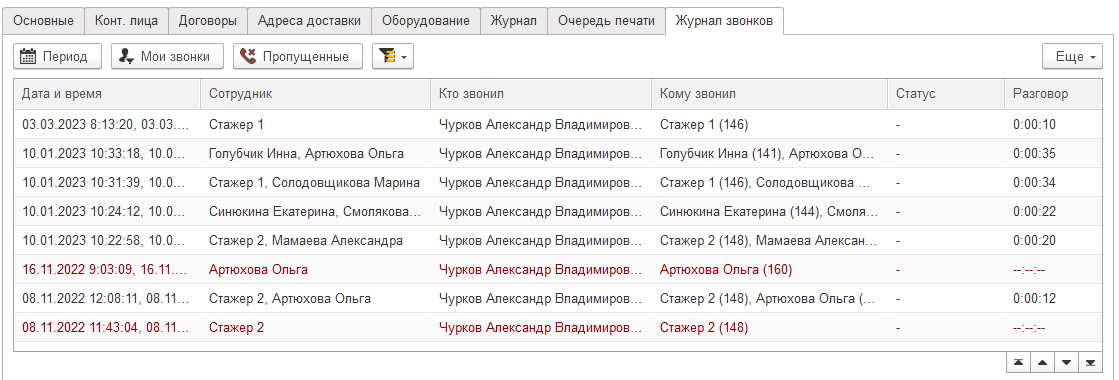 Основные Конт. лица Договоры Адреса доставки Оборудование Журнал Очередь печати Журнал звонков
Период Мои звонки Пропущенные Еще
Дата и время Сотрудник Кто звонил Кому звонил Статус Разговор
03.03.2023 8:13:20, 03.03.... Стажер 1 Чурков Александр Владимиров... Стажер 1 (146) - 0:00:10
10.01.2023 10:33:18, 10.0... Голубчик Инна, Артюхова Ольга Чурков Александр Владимиров... Голубчик Инна (141), Артюхова О... - 0:00:35
10.01.2023 10:31:39, 10.0... Стажер 1, Солодовщикова Марина Чурков Александр Владимиров... Стажер 1 (146), Солодовщикова ... - 0:00:34
10.01.2023 10:24:12, 10.0... Синюкина Екатерина, Смолякова... Чурков Александр Владимиров... Синюкина Екатерина (144), Смоля... - 0:00:22
10.01.2023 10:22:58, 10.0... Стажер 2, Мамаева Александра Чурков Александр Владимиров... Стажер 2 (148), Мамаева Алексан... - 0:00:20
16.11.2022 9:03:09, 16.11.... Артюхова Ольга Чурков Александр Владимиров... Артюхова Ольга (160) - --:--:--
08.11.2022 12:08:11, 08.11... Стажер 2, Артюхова Ольга Чурков Александр Владимиров... Стажер 2 (148), Артюхова Ольга (... - 0:00:12
08.11.2022 11:43:04, 08.11... Стажер 2 Чурков Александр Владимиров... Стажер 2 (148) - --:--:--